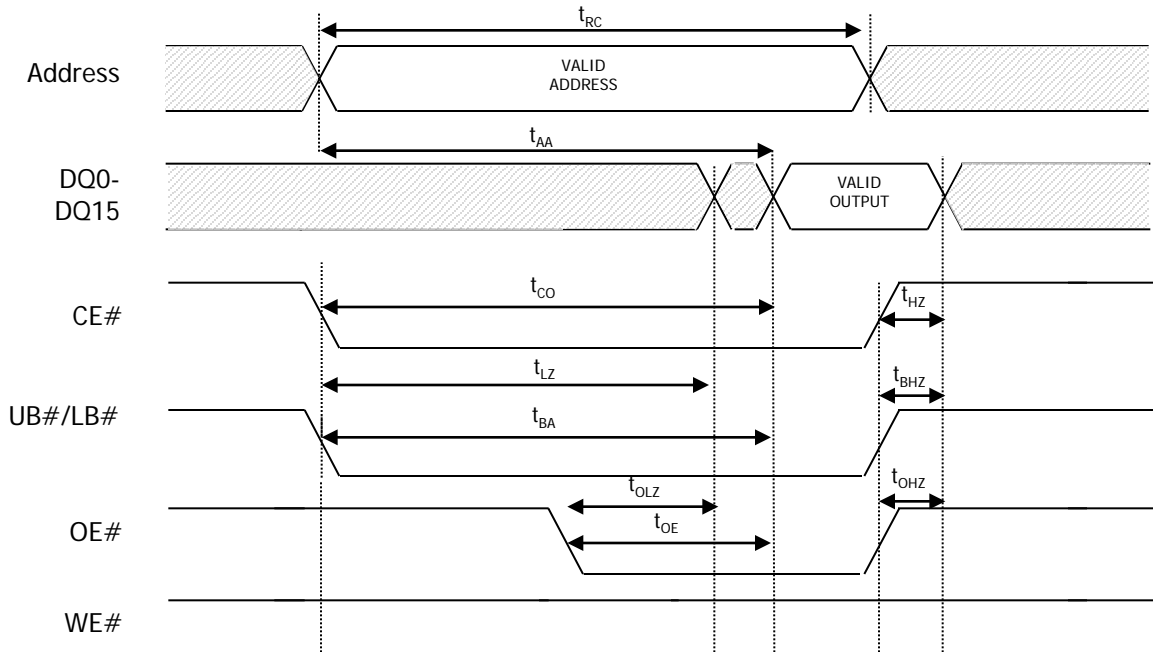 tRC
Address
VALID
ADDRESS
tAA
DQ0-
DQ15
VALID
OUTPUT
CE#
tCO
tHZ
tLZ
tBHZ
UB#/LB#
tBA
tOLZ
tOHZ
OE#
tOE
WE#